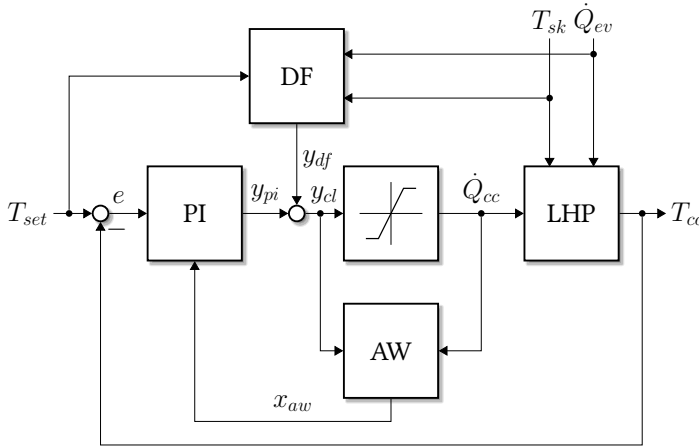 T_sk Q̇_ev
DF
y_df
T_set
e
−
PI
y_pi
y_cl
Q̇_cc
LHP
T_cc
AW
x_aw